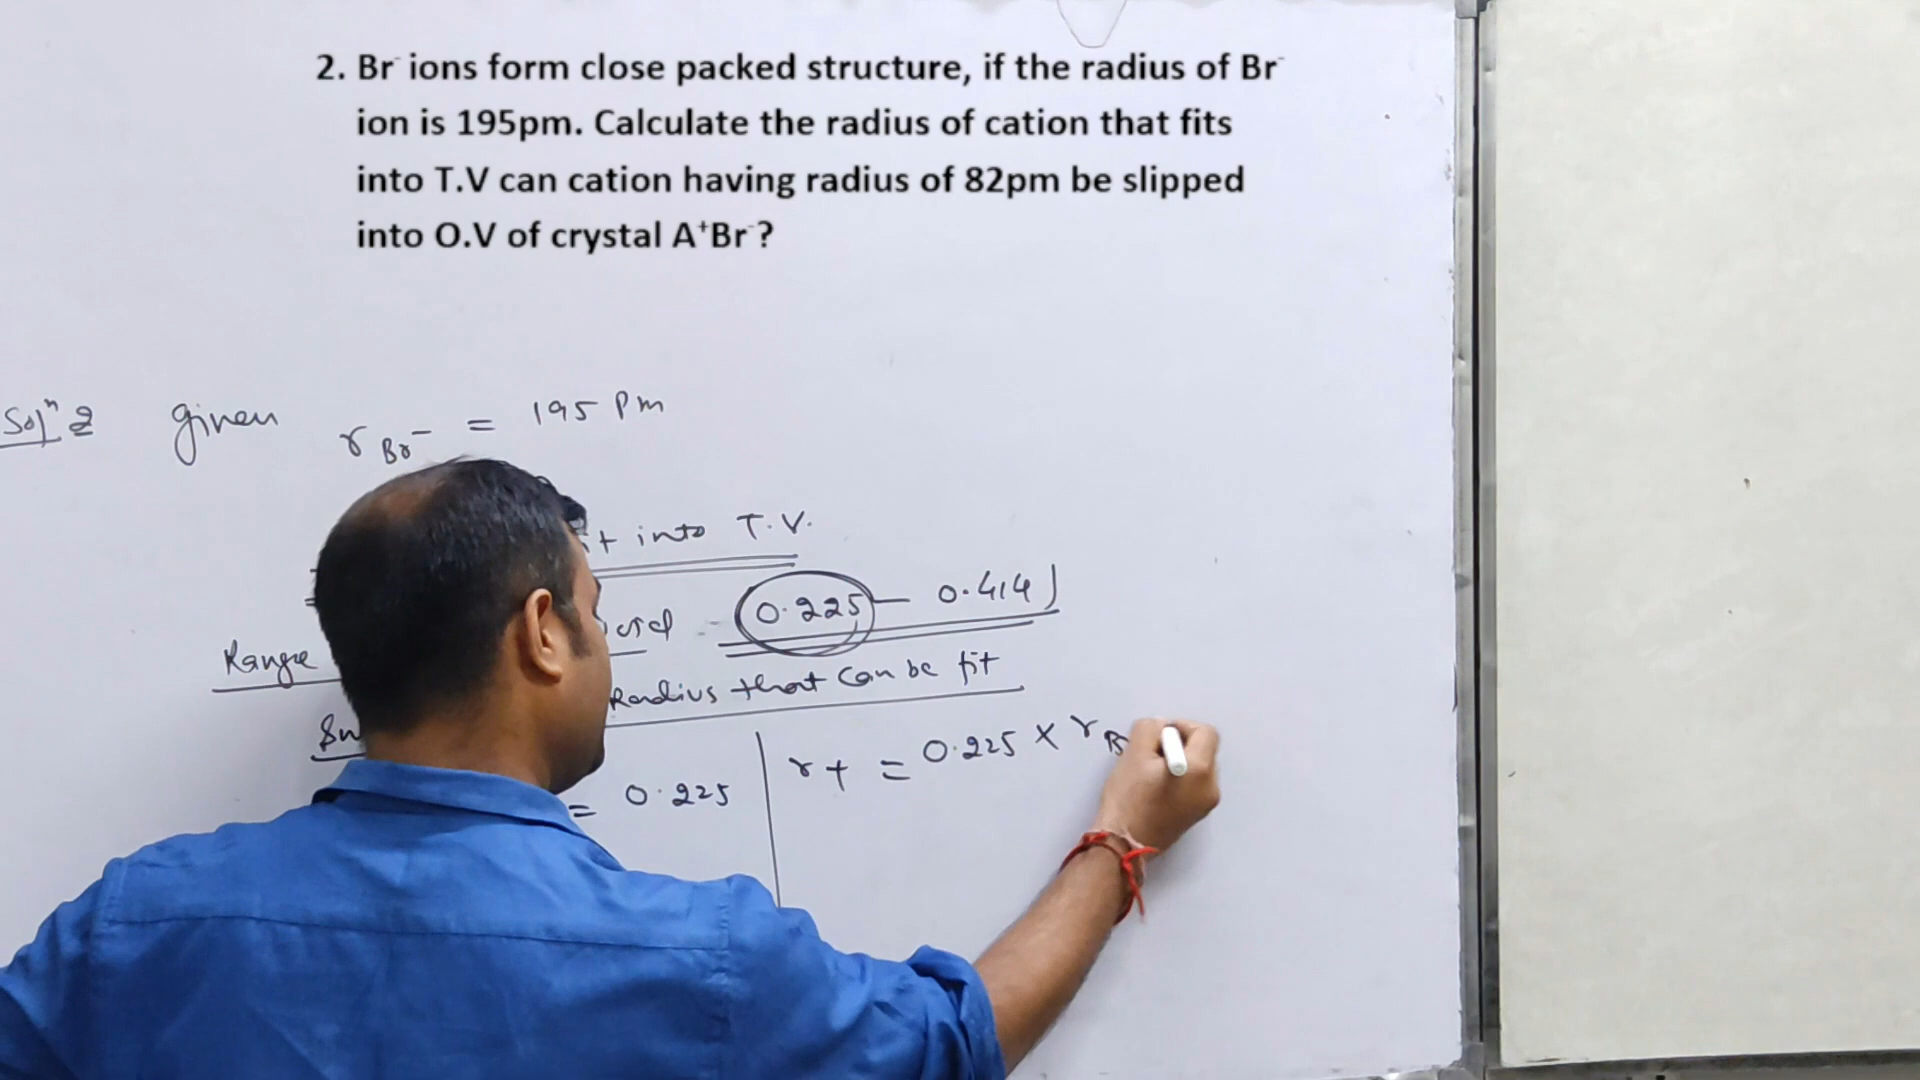 2. Br⁻ ions form close packed structure, if the radius of Br⁻
ion is 195pm. Calculate the radius of cation that fits
into T.V can cation having radius of 82pm be slipped
into O.V of crystal A⁺Br⁻?
Solⁿ 2 given r Br⁻ = 195 Pm
into T.V.
Range 0.225 — 0.414)
Radius that can be fit
= 0.225
r+ = 0.225 × r B